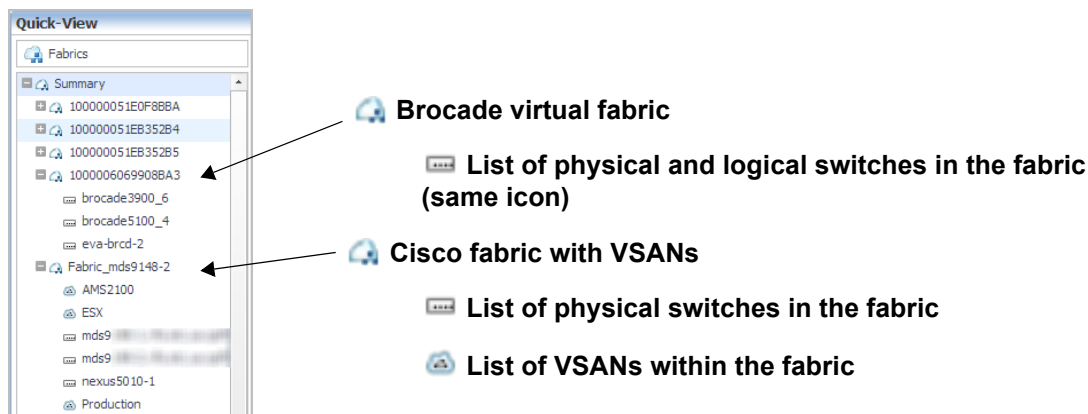 Quick-View
Fabrics
Summary
100000051E0F8BBA
100000051EB352B4
100000051EB352B5
1000006069908BA3
brocade3900_6
brocade5100_4
eva-brcd-2
Fabric_mds9148-2
AMS2100
ESX
mds9
mds9
nexus5010-1
Production
Brocade virtual fabric
List of physical and logical switches in the fabric
(same icon)
Cisco fabric with VSANs
List of physical switches in the fabric
List of VSANs within the fabric